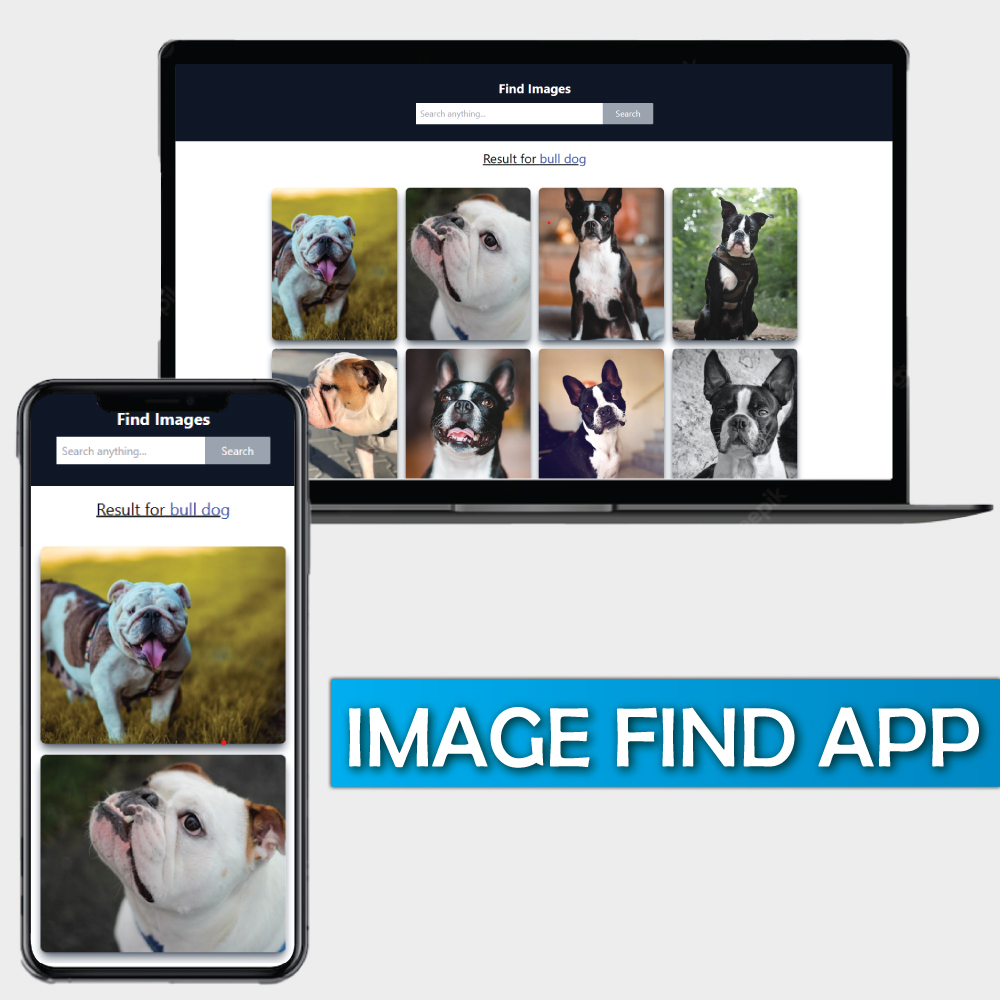 Find Images
Search anything... Search
Result for bull dog
Find Images
Search anything... Search
Result for bull dog
IMAGE FIND APP